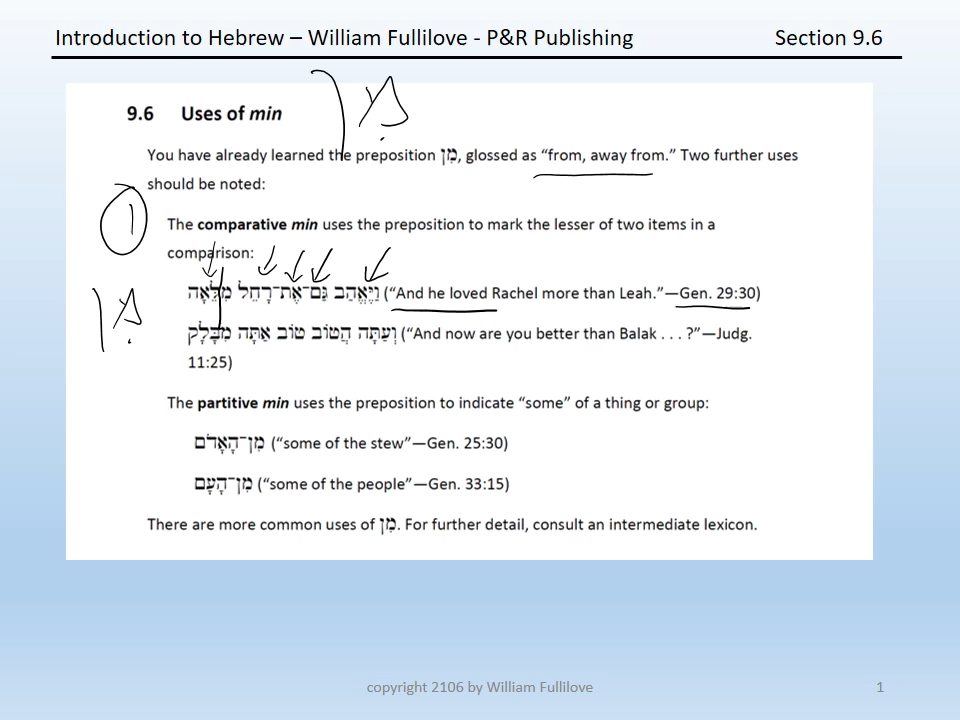 Introduction to Hebrew – William Fullilove - P&R Publishing Section 9.6
מִן
9.6 Uses of min
You have already learned the preposition מִן, glossed as “from, away from.” Two further uses
should be noted:
1
The comparative min uses the preposition to mark the lesser of two items in a
comparison:
וַיֶּאֱהַב גַּם־אֶת־רָחֵל מִלֵּאָה (“And he loved Rachel more than Leah.”—Gen. 29:30)
מִן
וְעַתָּה הֲטוֹב טוֹב אַתָּה מִבָּלָק (“And now are you better than Balak . . . ?”—Judg.
11:25)
The partitive min uses the preposition to indicate “some” of a thing or group:
מִן־הָאָדֹם (“some of the stew”—Gen. 25:30)
מִן־הָעָם (“some of the people”—Gen. 33:15)
There are more common uses of מִן. For further detail, consult an intermediate lexicon.
copyright 2106 by William Fullilove 1